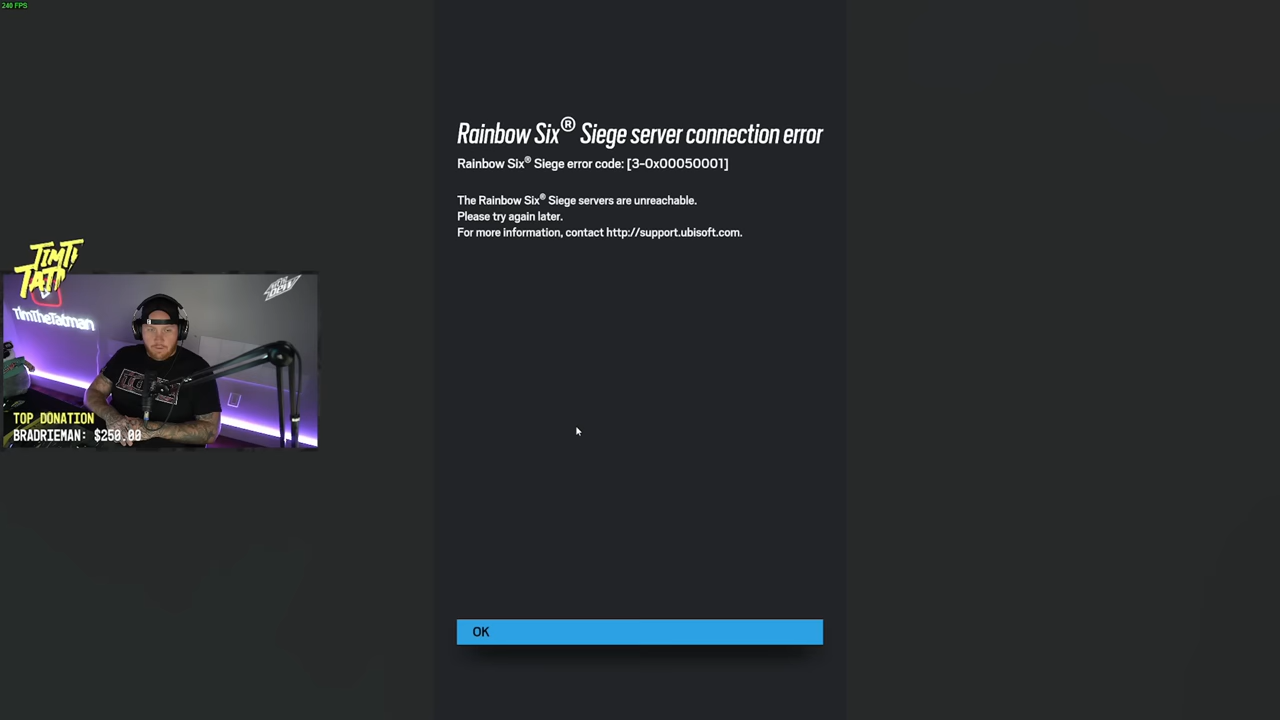 240 FPS
Rainbow Six® Siege server connection error
Rainbow Six® Siege error code: [3-0x00050001]
The Rainbow Six® Siege servers are unreachable.
Please try again later.
For more information, contact http://support.ubisoft.com.
TIMT
TATM
TimTheTatman
TOP DONATION
BRADRIEMAN: $250.00
OK